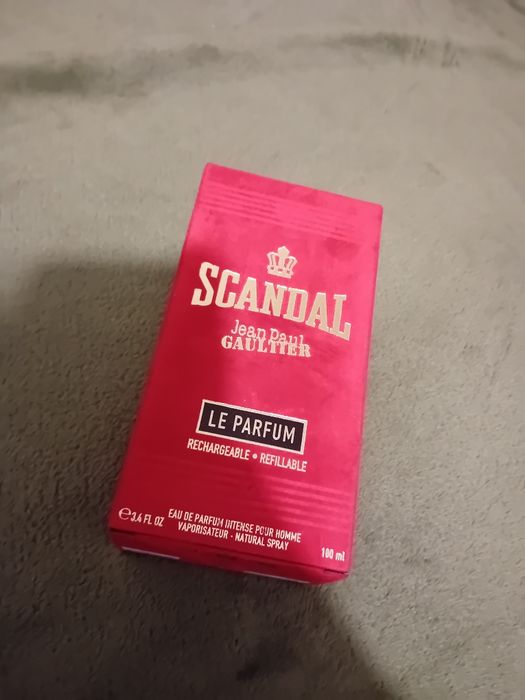 SCANDAL
Jean Paul
GAULTIER
LE PARFUM
RECHARGEABLE • REFILLABLE
℮3.4 FL OZ
EAU DE PARFUM INTENSE POUR HOMME
VAPORISATEUR - NATURAL SPRAY
100 ml